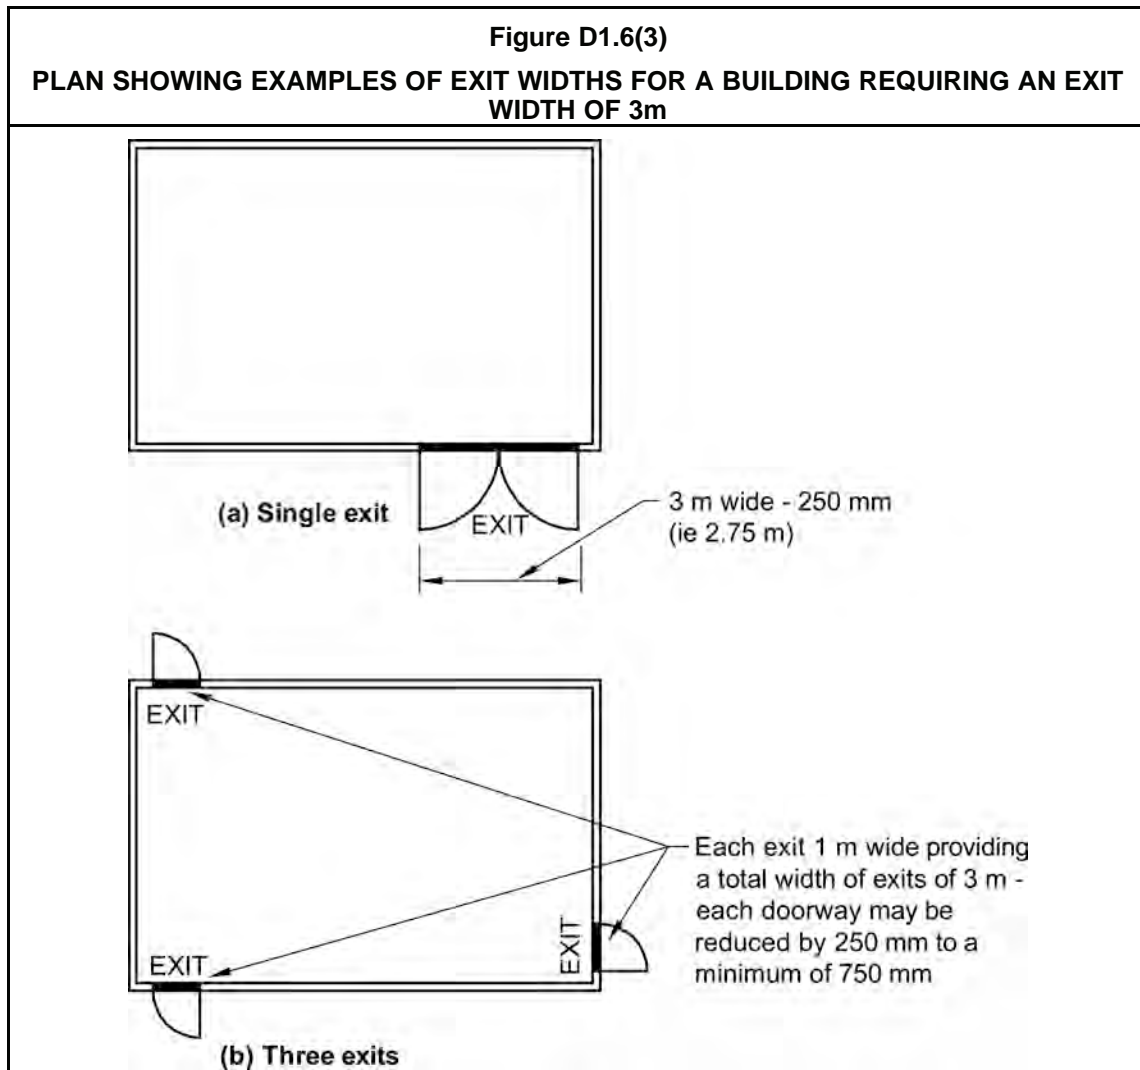 Figure D1.6(3)
PLAN SHOWING EXAMPLES OF EXIT WIDTHS FOR A BUILDING REQUIRING AN EXIT
WIDTH OF 3m
(a) Single exit
EXIT
3 m wide - 250 mm
(ie 2.75 m)
EXIT
EXIT
EXIT
Each exit 1 m wide providing
a total width of exits of 3 m -
each doorway may be
reduced by 250 mm to a
minimum of 750 mm
(b) Three exits